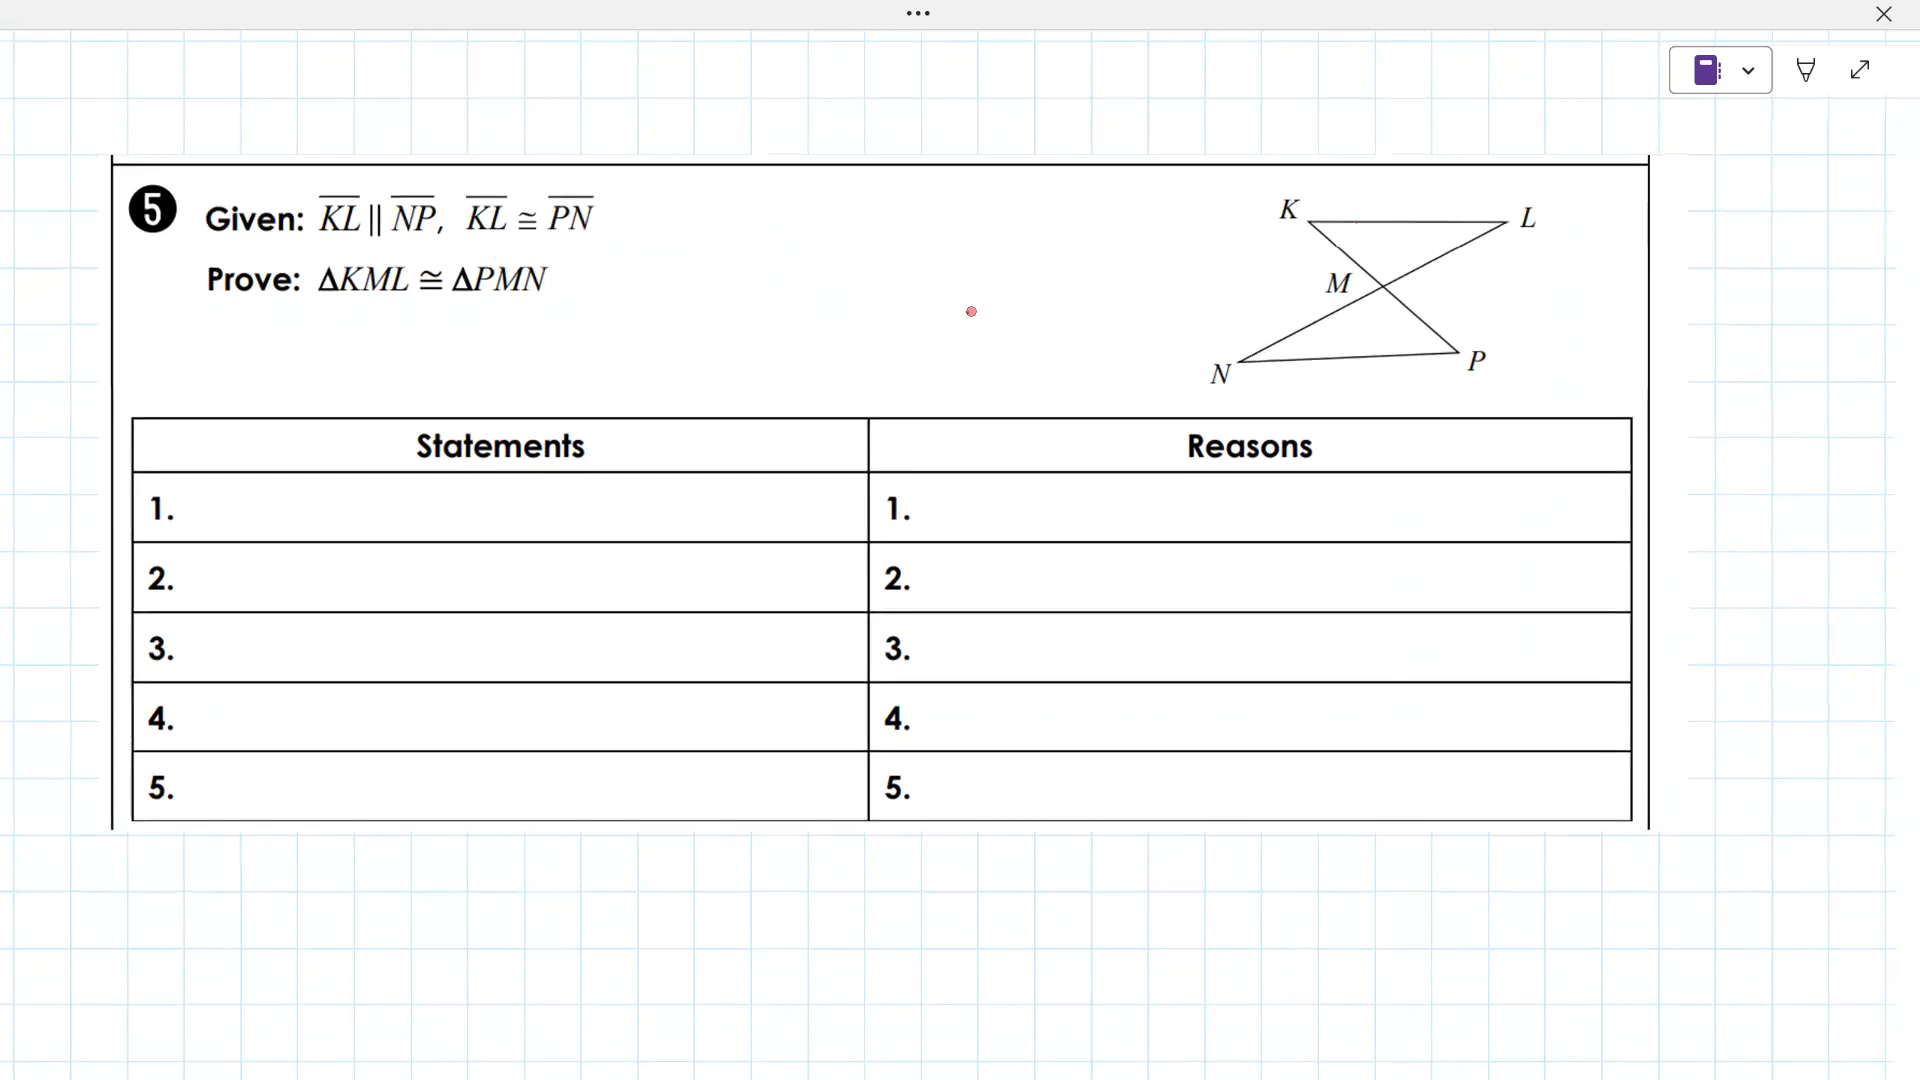 5 Given: KL || NP, KL ≅ PN
Prove: ΔKML ≅ ΔPMN
K
L
M
N
P
Statements Reasons
1. 1.
2. 2.
3. 3.
4. 4.
5. 5.